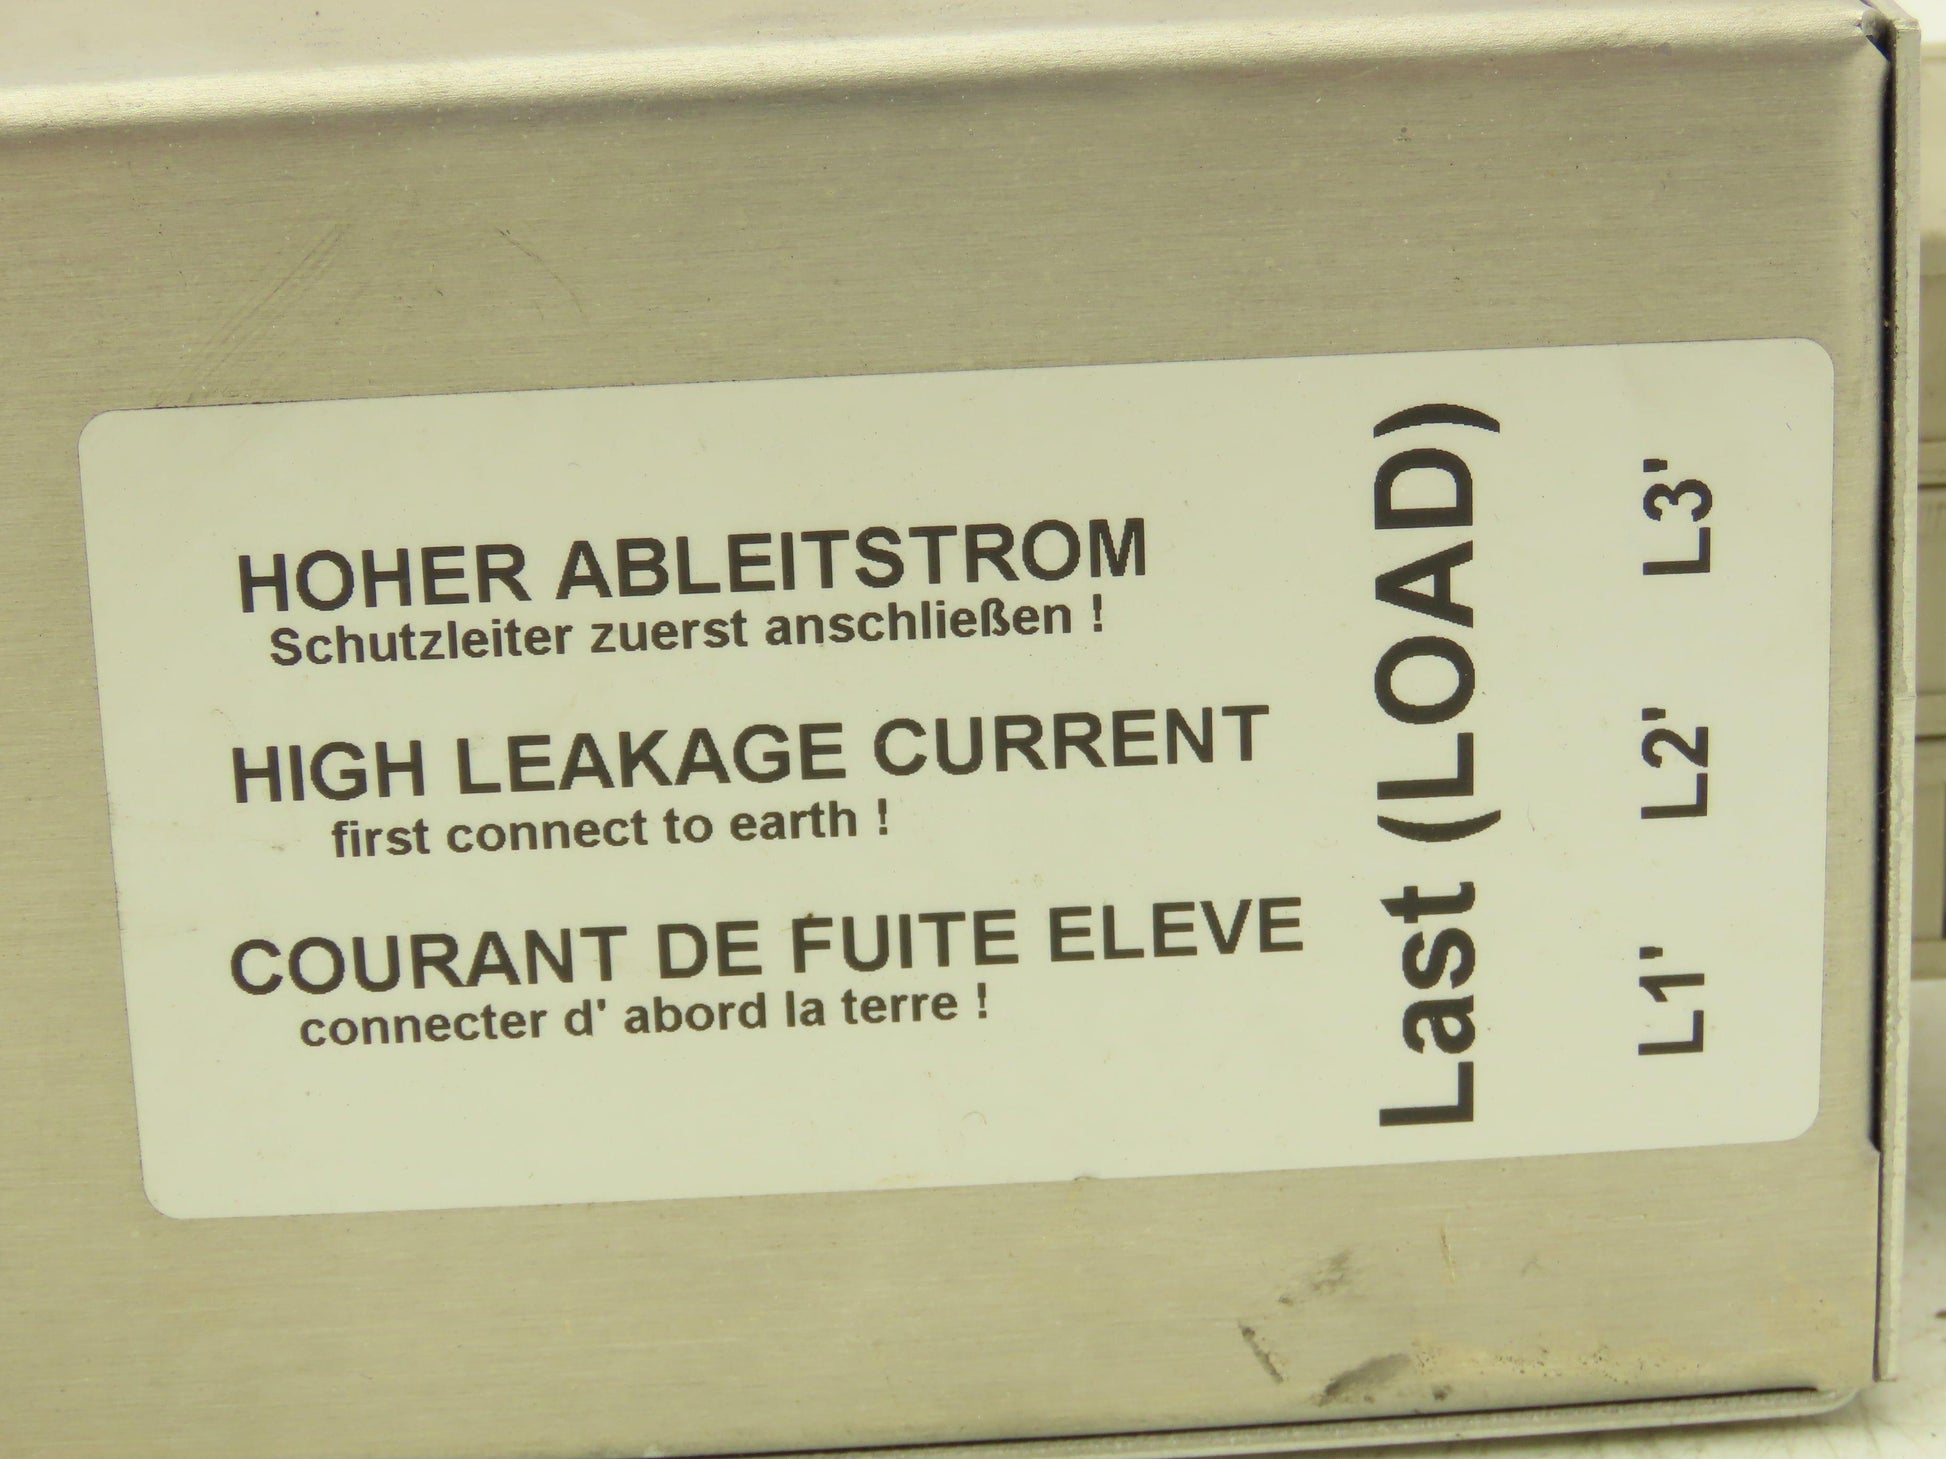 HOHER ABLEITSTROM
Schutzleiter zuerst anschließen !
HIGH LEAKAGE CURRENT
first connect to earth !
COURANT DE FUITE ELEVE
connecter d' abord la terre !
Last (LOAD)
L1' L2' L3'